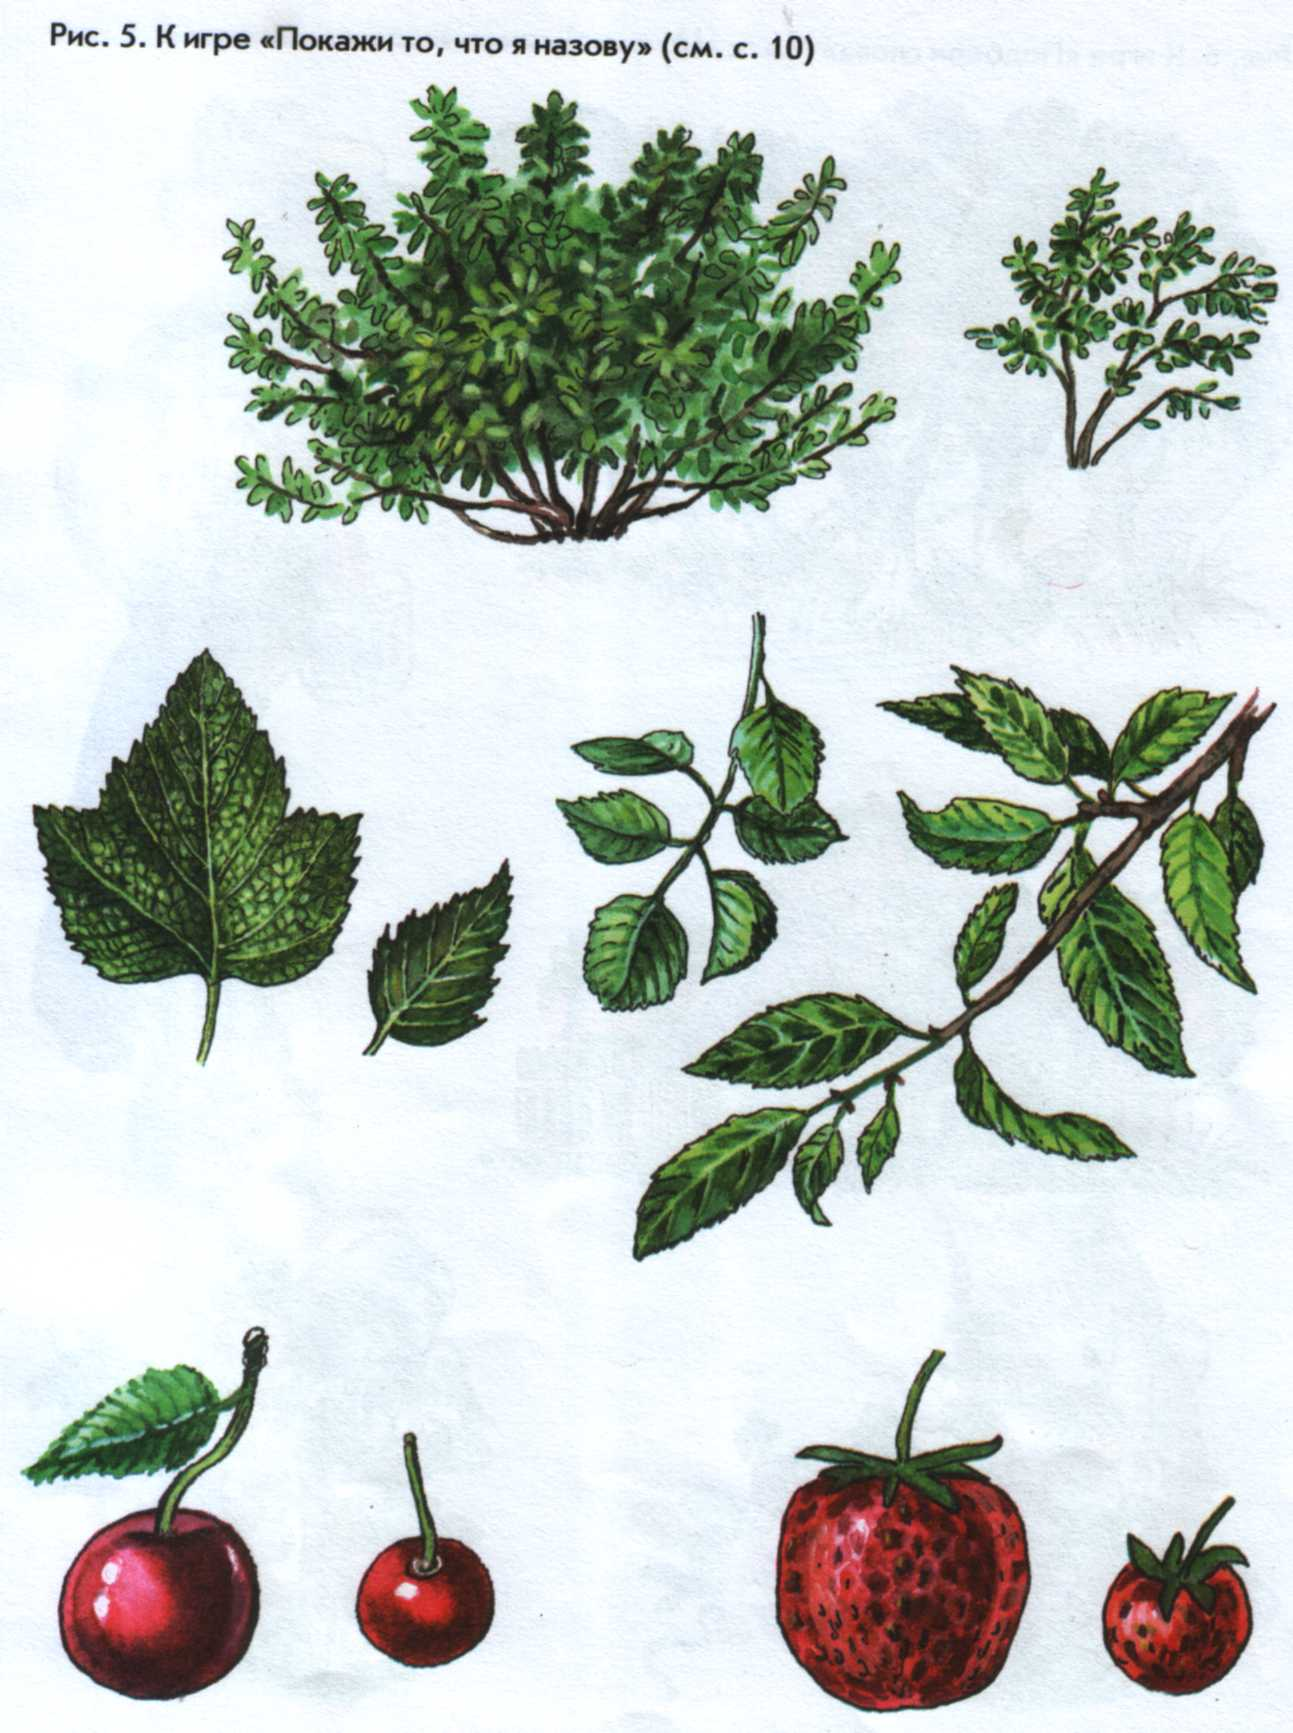 Рис. 5. К игре «Покажи то, что я назову» (см. с. 10)